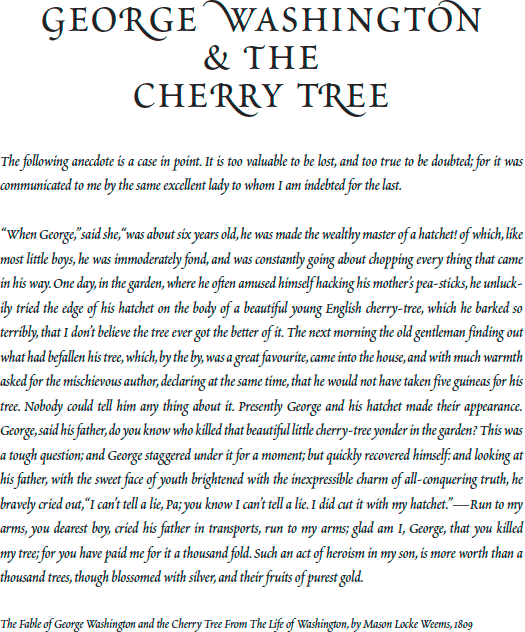 GEORGE WASHINGTON
& THE
CHERRY TREE
The following anecdote is a case in point. It is too valuable to be lost, and too true to be doubted; for it was
communicated to me by the same excellent lady to whom I am indebted for the last.
“When George,” said she, “was about six years old, he was made the wealthy master of a hatchet! of which, like
most little boys, he was immoderately fond, and was constantly going about chopping every thing that came
in his way. One day, in the garden, where he often amused himself hacking his mother’s pea-sticks, he unluck-
ily tried the edge of his hatchet on the body of a beautiful young English cherry-tree, which he barked so
terribly, that I don’t believe the tree ever got the better of it. The next morning the old gentleman finding out
what had befallen his tree, which, by the by, was a great favourite, came into the house, and with much warmth
asked for the mischievous author, declaring at the same time, that he would not have taken five guineas for his
tree. Nobody could tell him any thing about it. Presently George and his hatchet made their appearance.
George, said his father, do you know who killed that beautiful little cherry-tree yonder in the garden? This was
a tough question; and George staggered under it for a moment; but quickly recovered himself: and looking at
his father, with the sweet face of youth brightened with the inexpressible charm of all-conquering truth, he
bravely cried out, “I can’t tell a lie, Pa; you know I can’t tell a lie. I did cut it with my hatchet.”—Run to my
arms, you dearest boy, cried his father in transports, run to my arms; glad am I, George, that you killed
my tree; for you have paid me for it a thousand fold. Such an act of heroism in my son, is more worth than a
thousand trees, though blossomed with silver, and their fruits of purest gold.
The Fable of George Washington and the Cherry Tree From The Life of Washington, by Mason Locke Weems, 1809